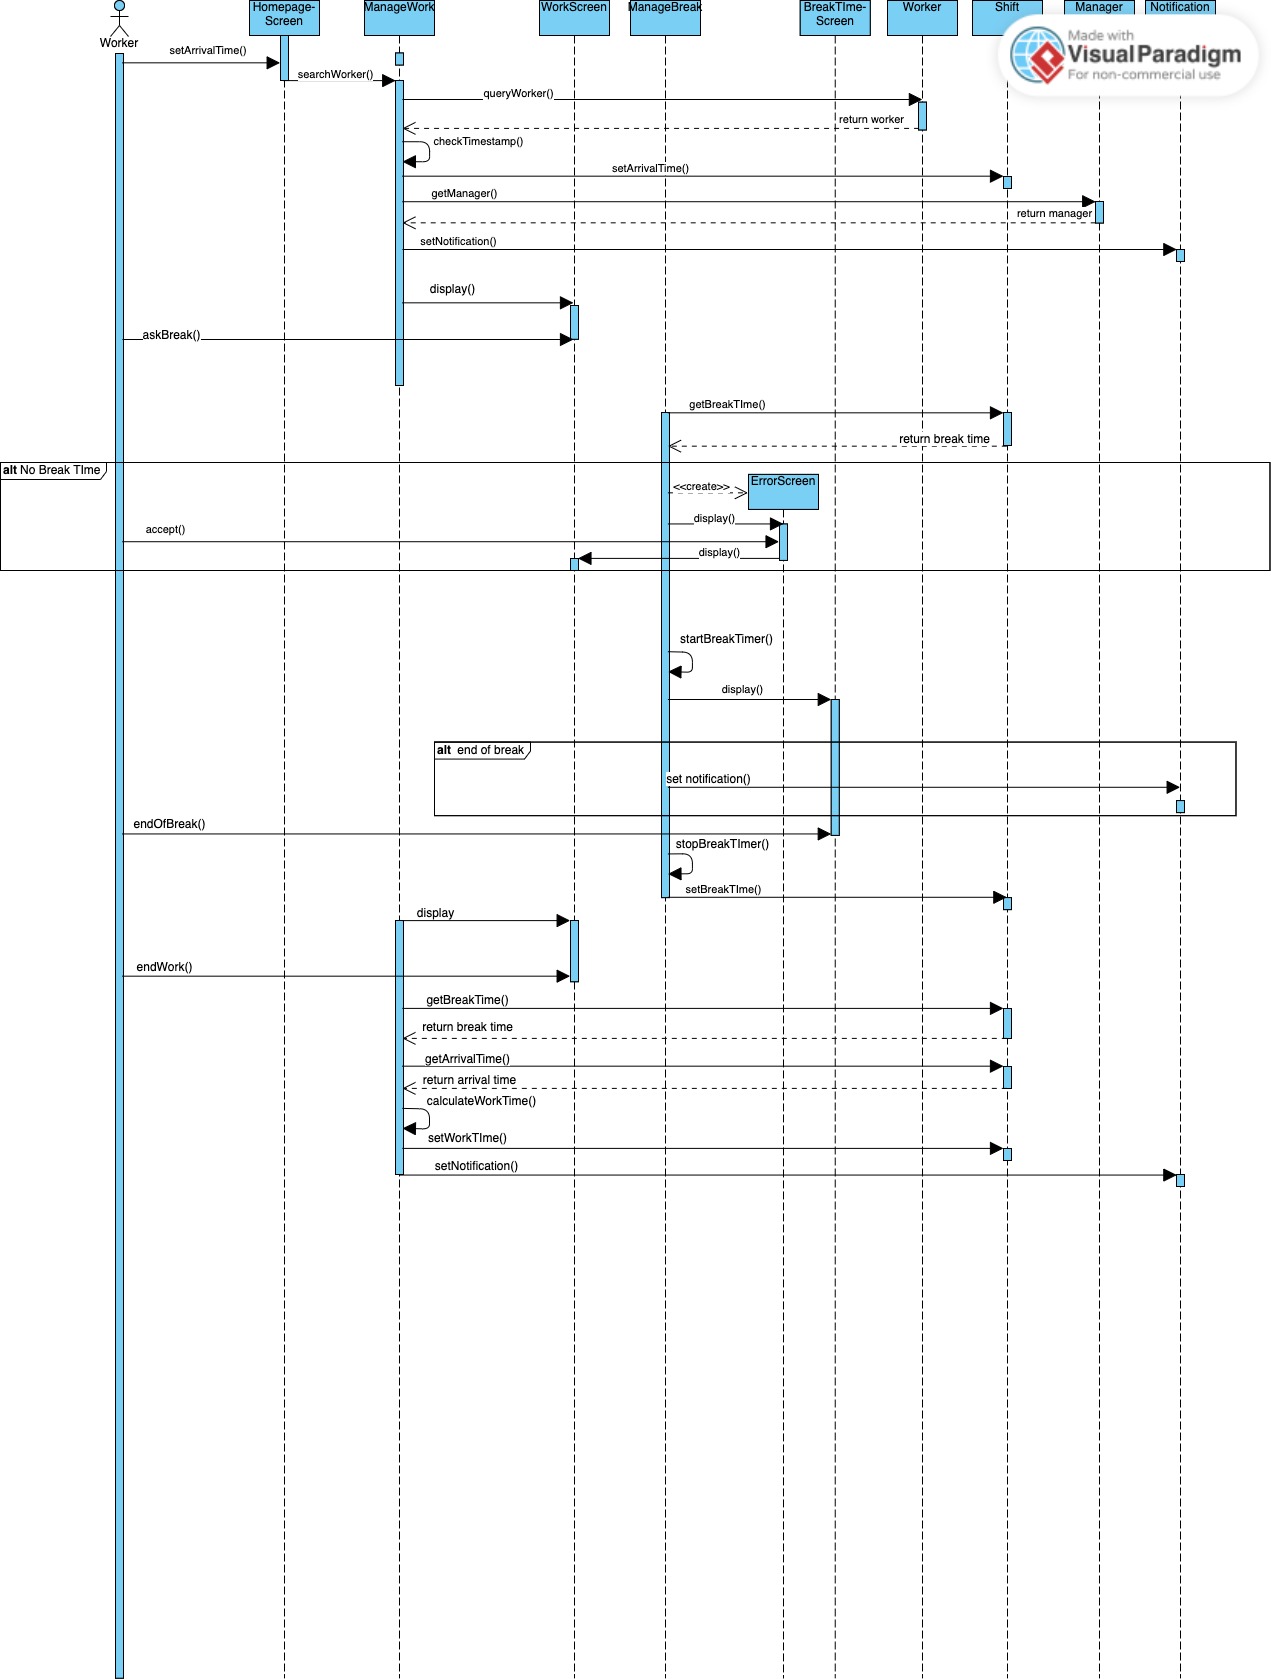 Homepage-
Screen
ManageWork
WorkScreen
ManageBreak
BreakTIme-
Screen
Worker
Shift
Manager
Notification
Worker
Made with
VisualParadigm
For non-commercial use
setArrivalTime()
searchWorker()
queryWorker()
return worker
checkTimestamp()
setArrivalTime()
getManager()
return manager
setNotification()
display()
askBreak()
getBreakTIme()
return break time
alt No Break TIme
<<create>>
ErrorScreen
display()
accept()
display()
startBreakTimer()
display()
alt end of break
set notification()
endOfBreak()
stopBreakTImer()
setBreakTIme()
display
endWork()
getBreakTime()
return break time
getArrivalTime()
return arrival time
calculateWorkTime()
setWorkTIme()
setNotification()